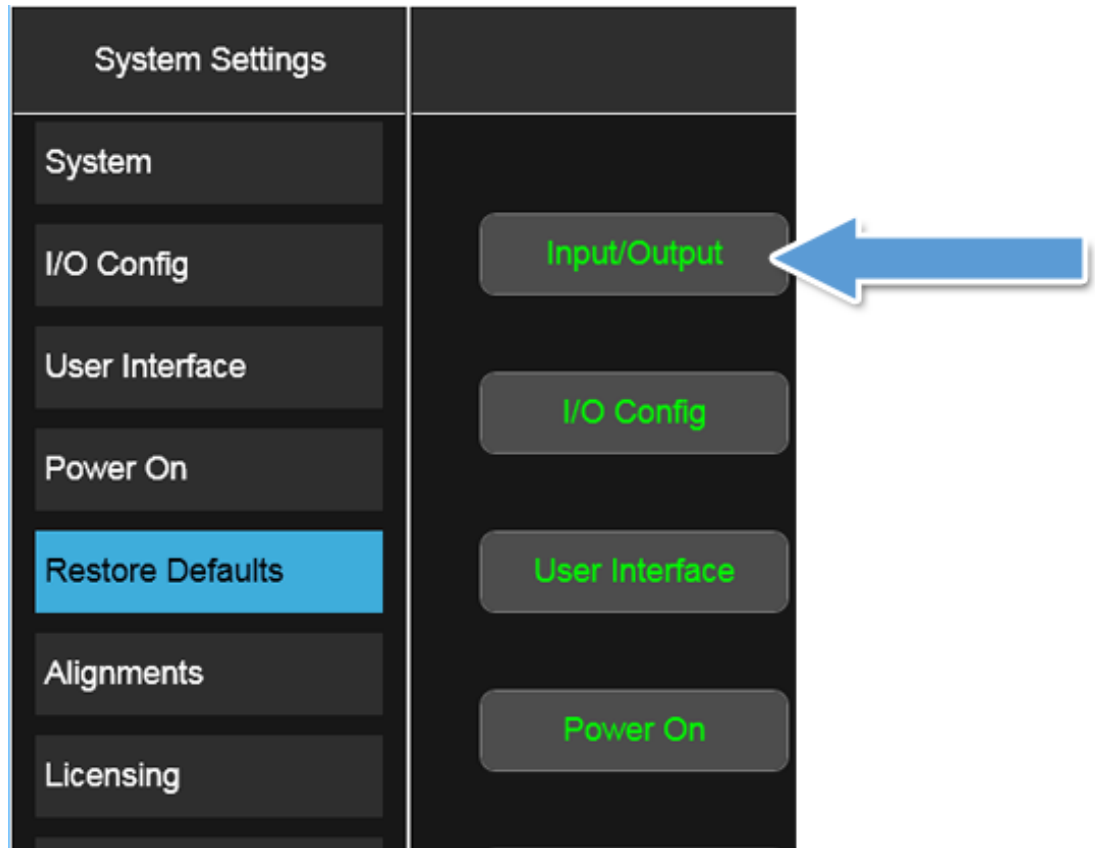 System Settings
System
I/O Config
User Interface
Power On
Restore Defaults
Alignments
Licensing
Input/Output
I/O Config
User Interface
Power On